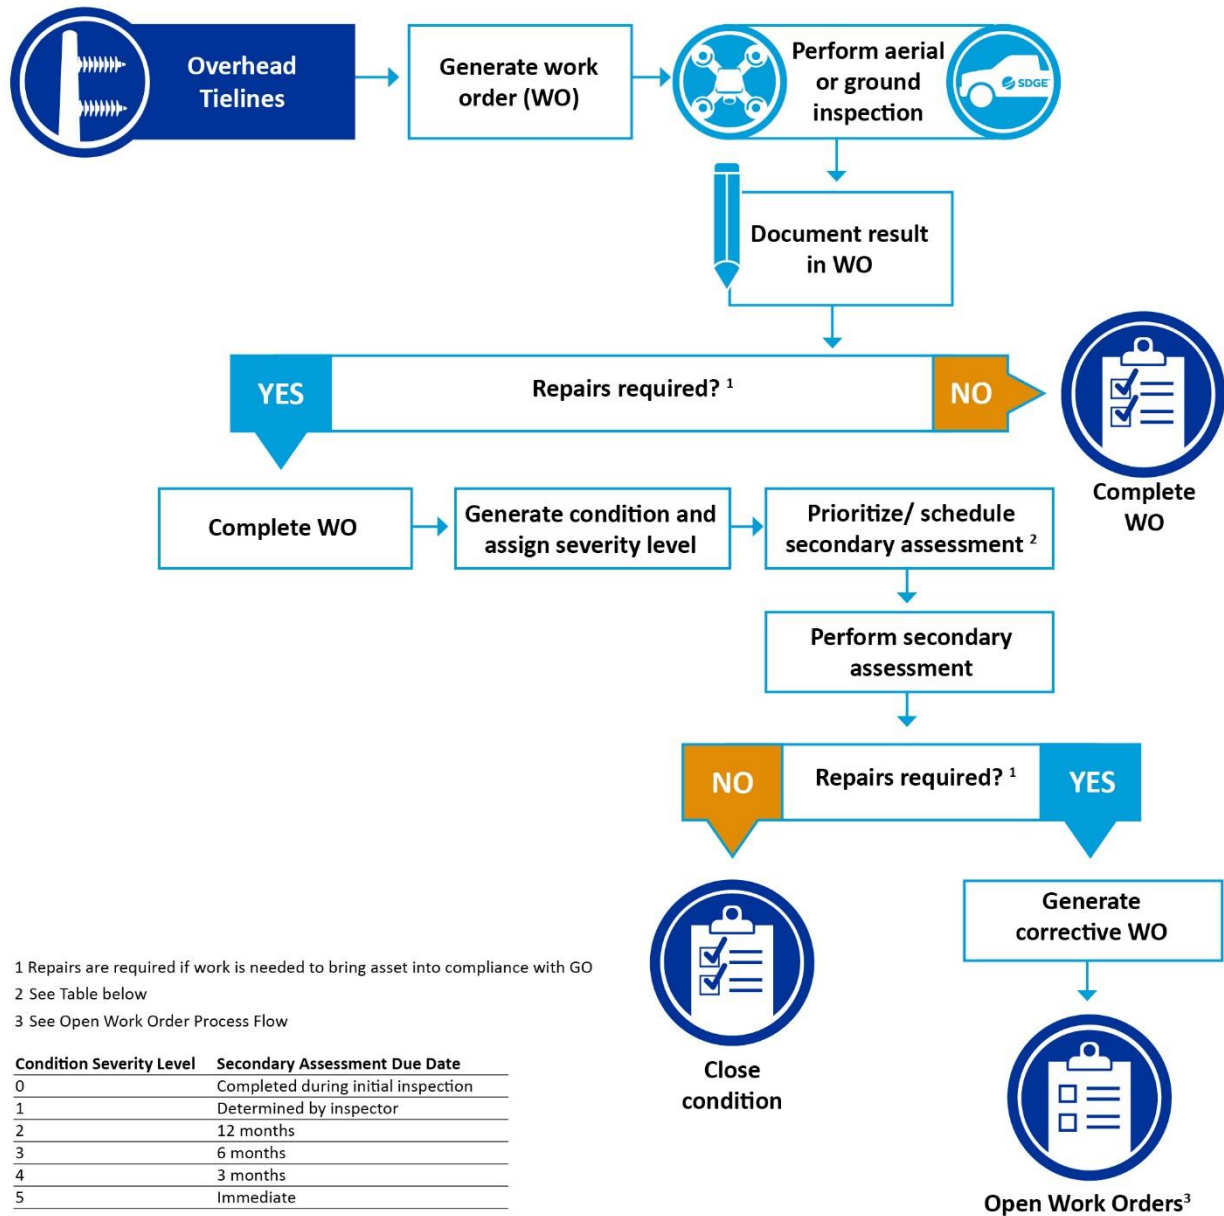 Overhead
Tielines
Generate work
order (WO)
Perform aerial
or ground
inspection
SDGE
Document result
in WO
YES
Repairs required? 1
NO
Complete
WO
Complete WO
Generate condition and
assign severity level
Prioritize/ schedule
secondary assessment 2
Perform secondary
assessment
NO
Repairs required? 1
YES
Close
condition
Generate
corrective WO
Open Work Orders3
1 Repairs are required if work is needed to bring asset into compliance with GO
2 See Table below
3 See Open Work Order Process Flow
Condition Severity Level Secondary Assessment Due Date
0 Completed during initial inspection
1 Determined by inspector
2 12 months
3 6 months
4 3 months
5 Immediate